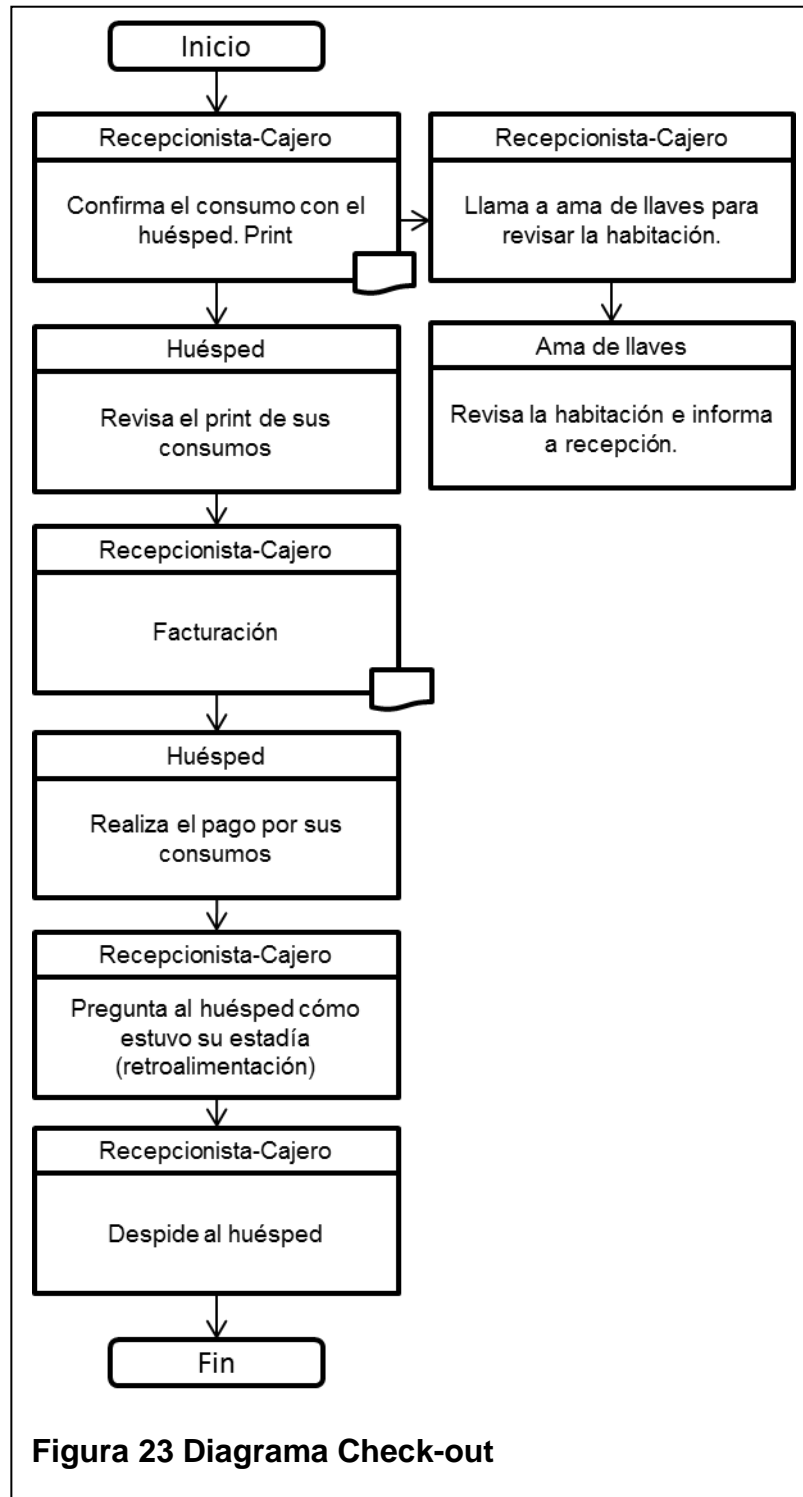 Inicio
Recepcionista-Cajero
Confirma el consumo con el
huésped. Print
Recepcionista-Cajero
Llama a ama de llaves para
revisar la habitación.
Huésped
Revisa el print de sus
consumos
Ama de llaves
Revisa la habitación e informa
a recepción.
Recepcionista-Cajero
Facturación
Huésped
Realiza el pago por sus
consumos
Recepcionista-Cajero
Pregunta al huésped cómo
estuvo su estadía
(retroalimentación)
Recepcionista-Cajero
Despide al huésped
Fin
Figura 23 Diagrama Check-out